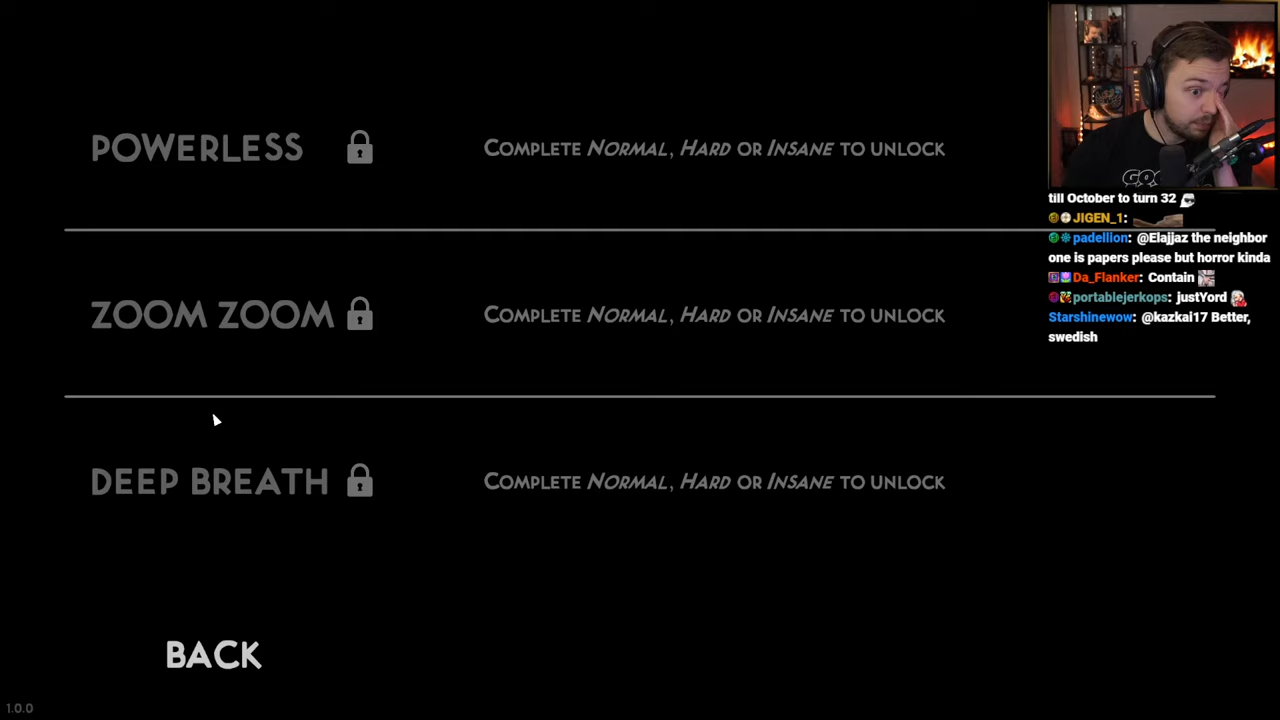 POWERLESS
COMPLETE NORMAL, HARD OR INSANE TO UNLOCK
ZOOM ZOOM
COMPLETE NORMAL, HARD OR INSANE TO UNLOCK
DEEP BREATH
COMPLETE NORMAL, HARD OR INSANE TO UNLOCK
BACK
1.0.0
till October to turn 32
JIGEN_1:
padellion: @Elajjaz the neighbor
one is papers please but horror kinda
Da_Flanker: Contain
portablejerkops: justYord
Starshinewow: @kazkai17 Better,
swedish